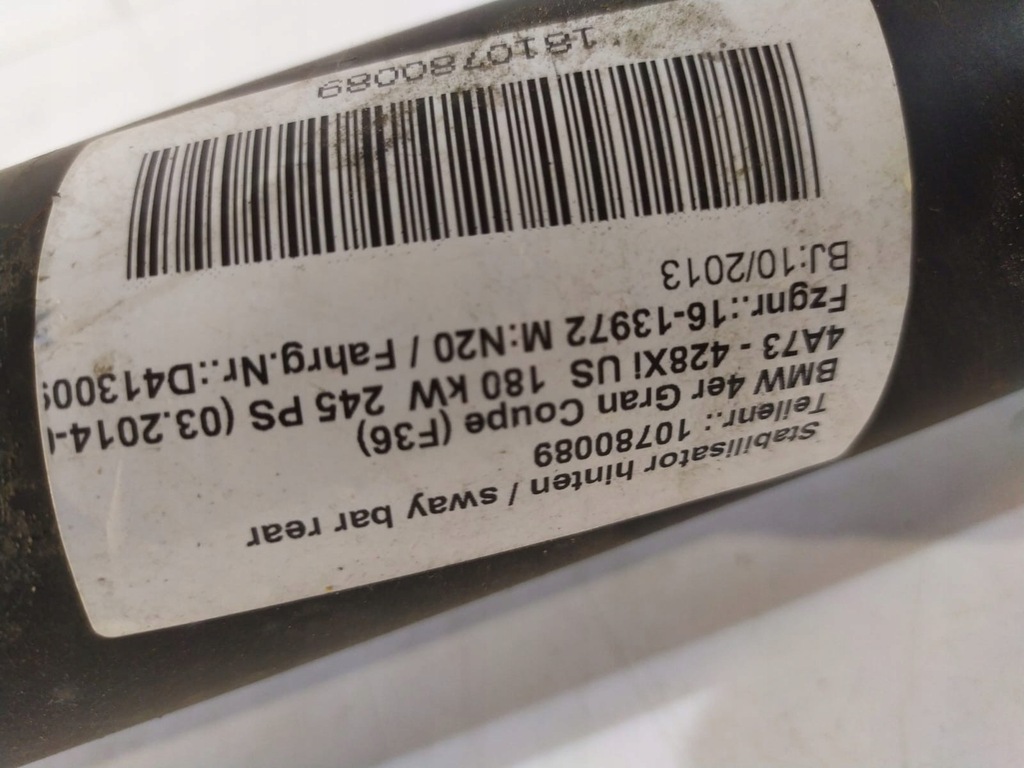 Stabilisator hinten / sway bar rear
Teilenr.: 10780089
BMW 4er Gran Coupe (F36)
4A73 - 428Xi US 180 kW 245 PS (03.2014-
Fzgnr.:16-13972 M:N20 / Fahrg.Nr.:D41300
BJ:10/2013
1810780089